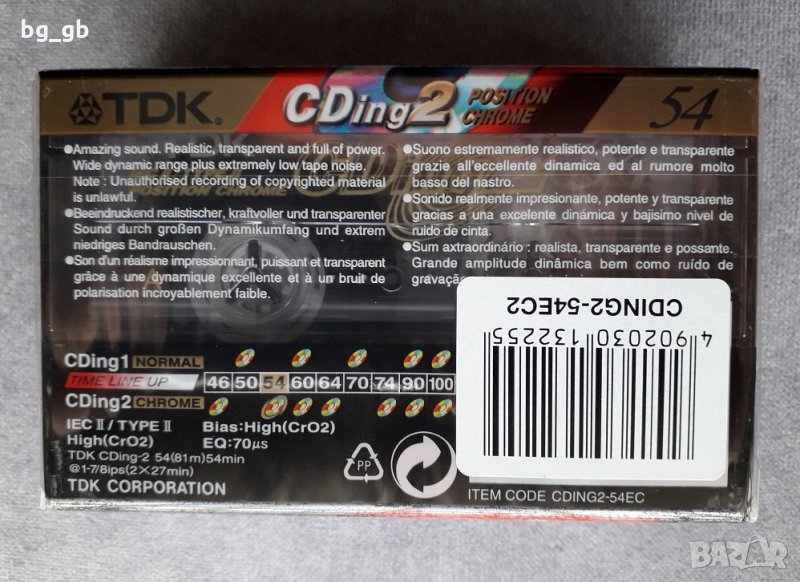 bg_gb
TDK. CDing2 POSITION CHROME 54
●Amazing sound. Realistic, transparent and full of power.
Wide dynamic range plus extremely low tape noise.
Note : Unauthorised recording of copyrighted material
is unlawful.
●Beeindruckend realistischer, kraftvoller und transparenter
Sound durch großen Dynamikumfang und extrem
niedriges Bandrauschen.
●Son d'un réalisme impressionnant, puissant et transparent
grâce à une dynamique excellente et à un bruit de
polarisation incroyablement faible.
●Suono estremamente realistico, potente e transparente
grazie all'eccellente dinamica ed al rumore molto
basso del nastro.
●Sonido realmente impresionante, potente y transparente
gracias a una excelente dinámica y bajisimo nivel de
ruido de cinta.
●Sum axtraordinário : realista, transparente e possante.
Grande amplitude dinâmica bem como ruído de
gravação
CDING2-54EC2
4 902030 132255
CDing1 NORMAL
TIME LINE UP 46 50 54 60 64 70 74 90 100
CDing2 CHROME
IEC II / TYPE II Bias:High(CrO2)
High(CrO2) EQ:70µs
TDK CDing-2 54(81m)54min
@1-7/8ips(2×27min)
TDK CORPORATION
PP
ITEM CODE CDING2-54EC
BAZAR